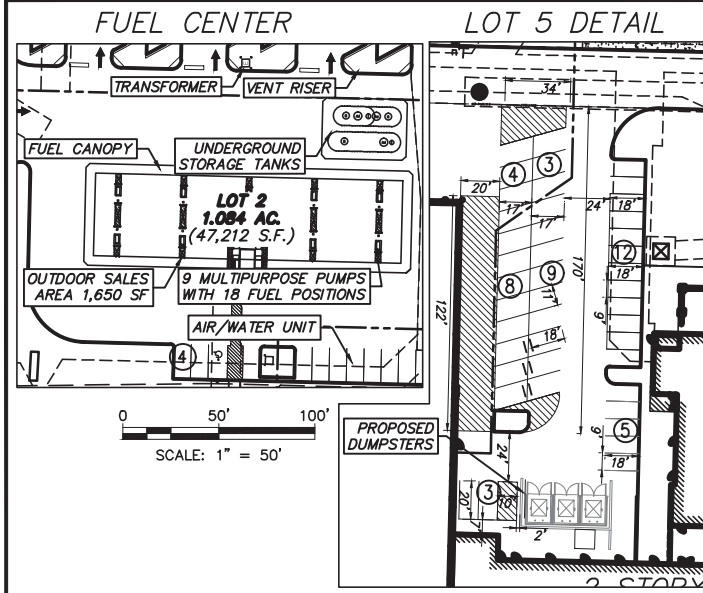 FUEL CENTER
TRANSFORMER
VENT RISER
FUEL CANOPY
UNDERGROUND
STORAGE TANKS
LOT 2
1.084 AC.
(47,212 S.F.)
OUTDOOR SALES
AREA 1,650 SF
9 MULTIPURPOSE PUMPS
WITH 18 FUEL POSITIONS
AIR/WATER UNIT
4
0 50' 100'
SCALE: 1" = 50'
LOT 5 DETAIL
34'
4
3
20'
17'
17'
24'
18'
12
18'
8
9
11'
170'
9'
122'
18'
PROPOSED
DUMPSTERS
5
9'
18'
24'
3
20'
10'
7'
2'
2 STORY